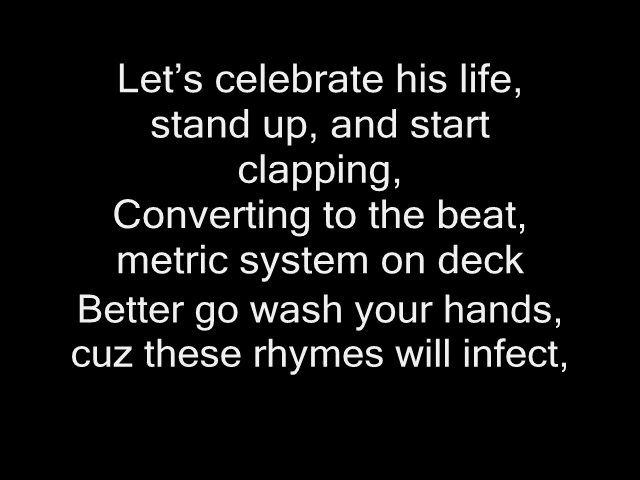 Let’s celebrate his life,
stand up, and start
clapping,
Converting to the beat,
metric system on deck
Better go wash your hands,
cuz these rhymes will infect,